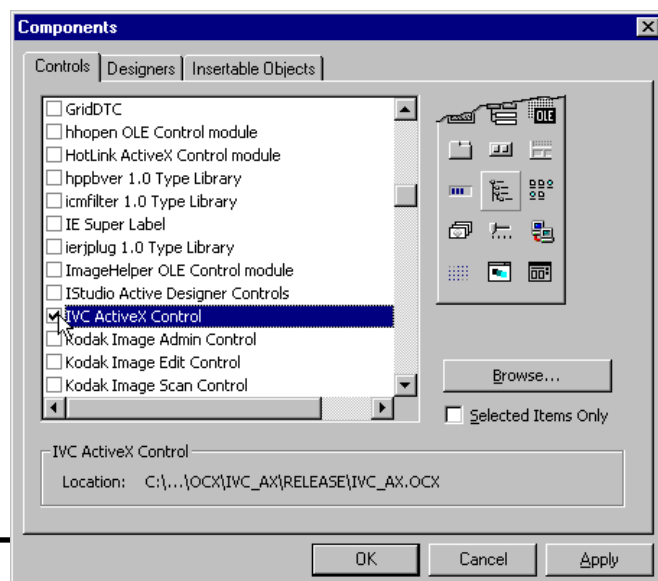 Components
Controls Designers Insertable Objects
GridDTC
hhopen OLE Control module
HotLink ActiveX Control module
hppbver 1.0 Type Library
icmfilter 1.0 Type Library
IE Super Label
ierjplug 1.0 Type Library
ImageHelper OLE Control module
IStudio Active Designer Controls
IVC ActiveX Control
Kodak Image Admin Control
Kodak Image Edit Control
Kodak Image Scan Control
OLE
Browse...
Selected Items Only
IVC ActiveX Control
Location: C:\...\OCX\IVC_AX\RELEASE\IVC_AX.OCX
OK Cancel Apply